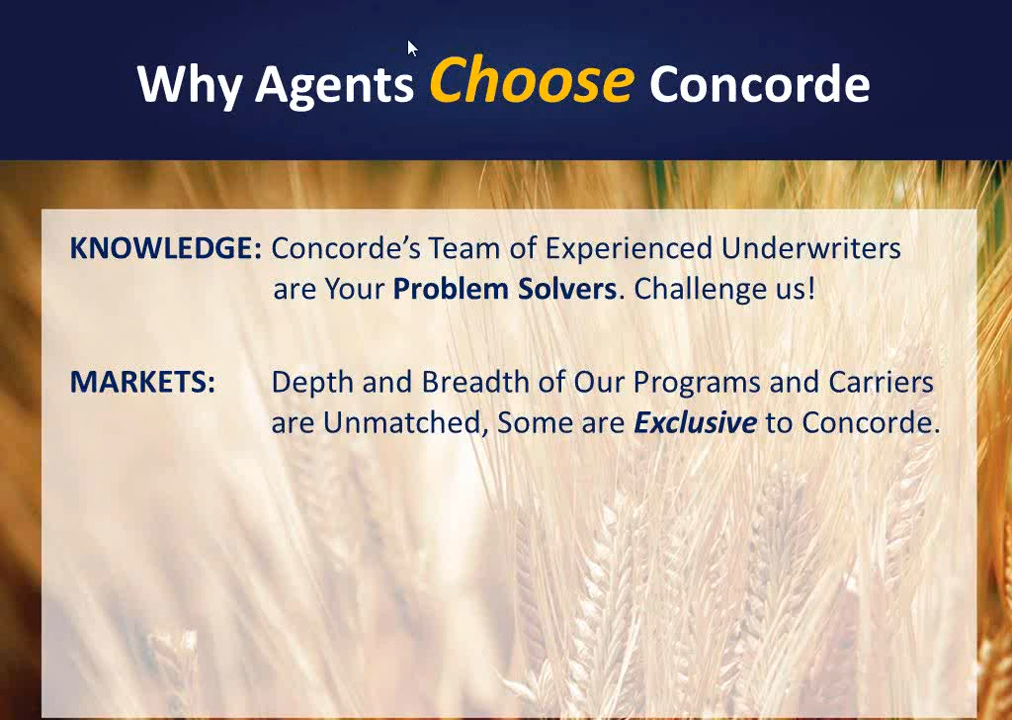 Why Agents Choose Concorde
KNOWLEDGE: Concorde’s Team of Experienced Underwriters
are Your Problem Solvers. Challenge us!
MARKETS: Depth and Breadth of Our Programs and Carriers
are Unmatched, Some are Exclusive to Concorde.